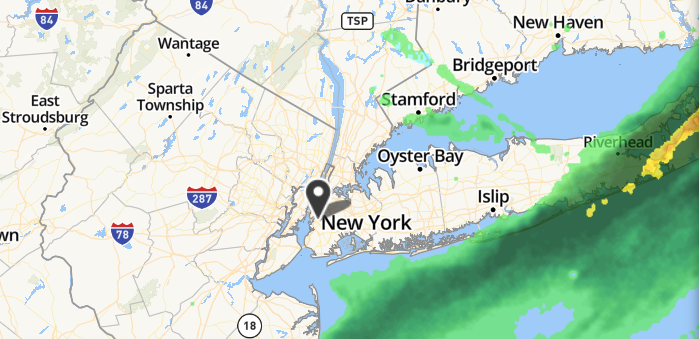 Danbury
84
84
TSP
New Haven
Wantage
Bridgeport
Sparta
Township
East
Stroudsburg
Stamford
Riverhead
Oyster Bay
287
Islip
New York
78
wn
18